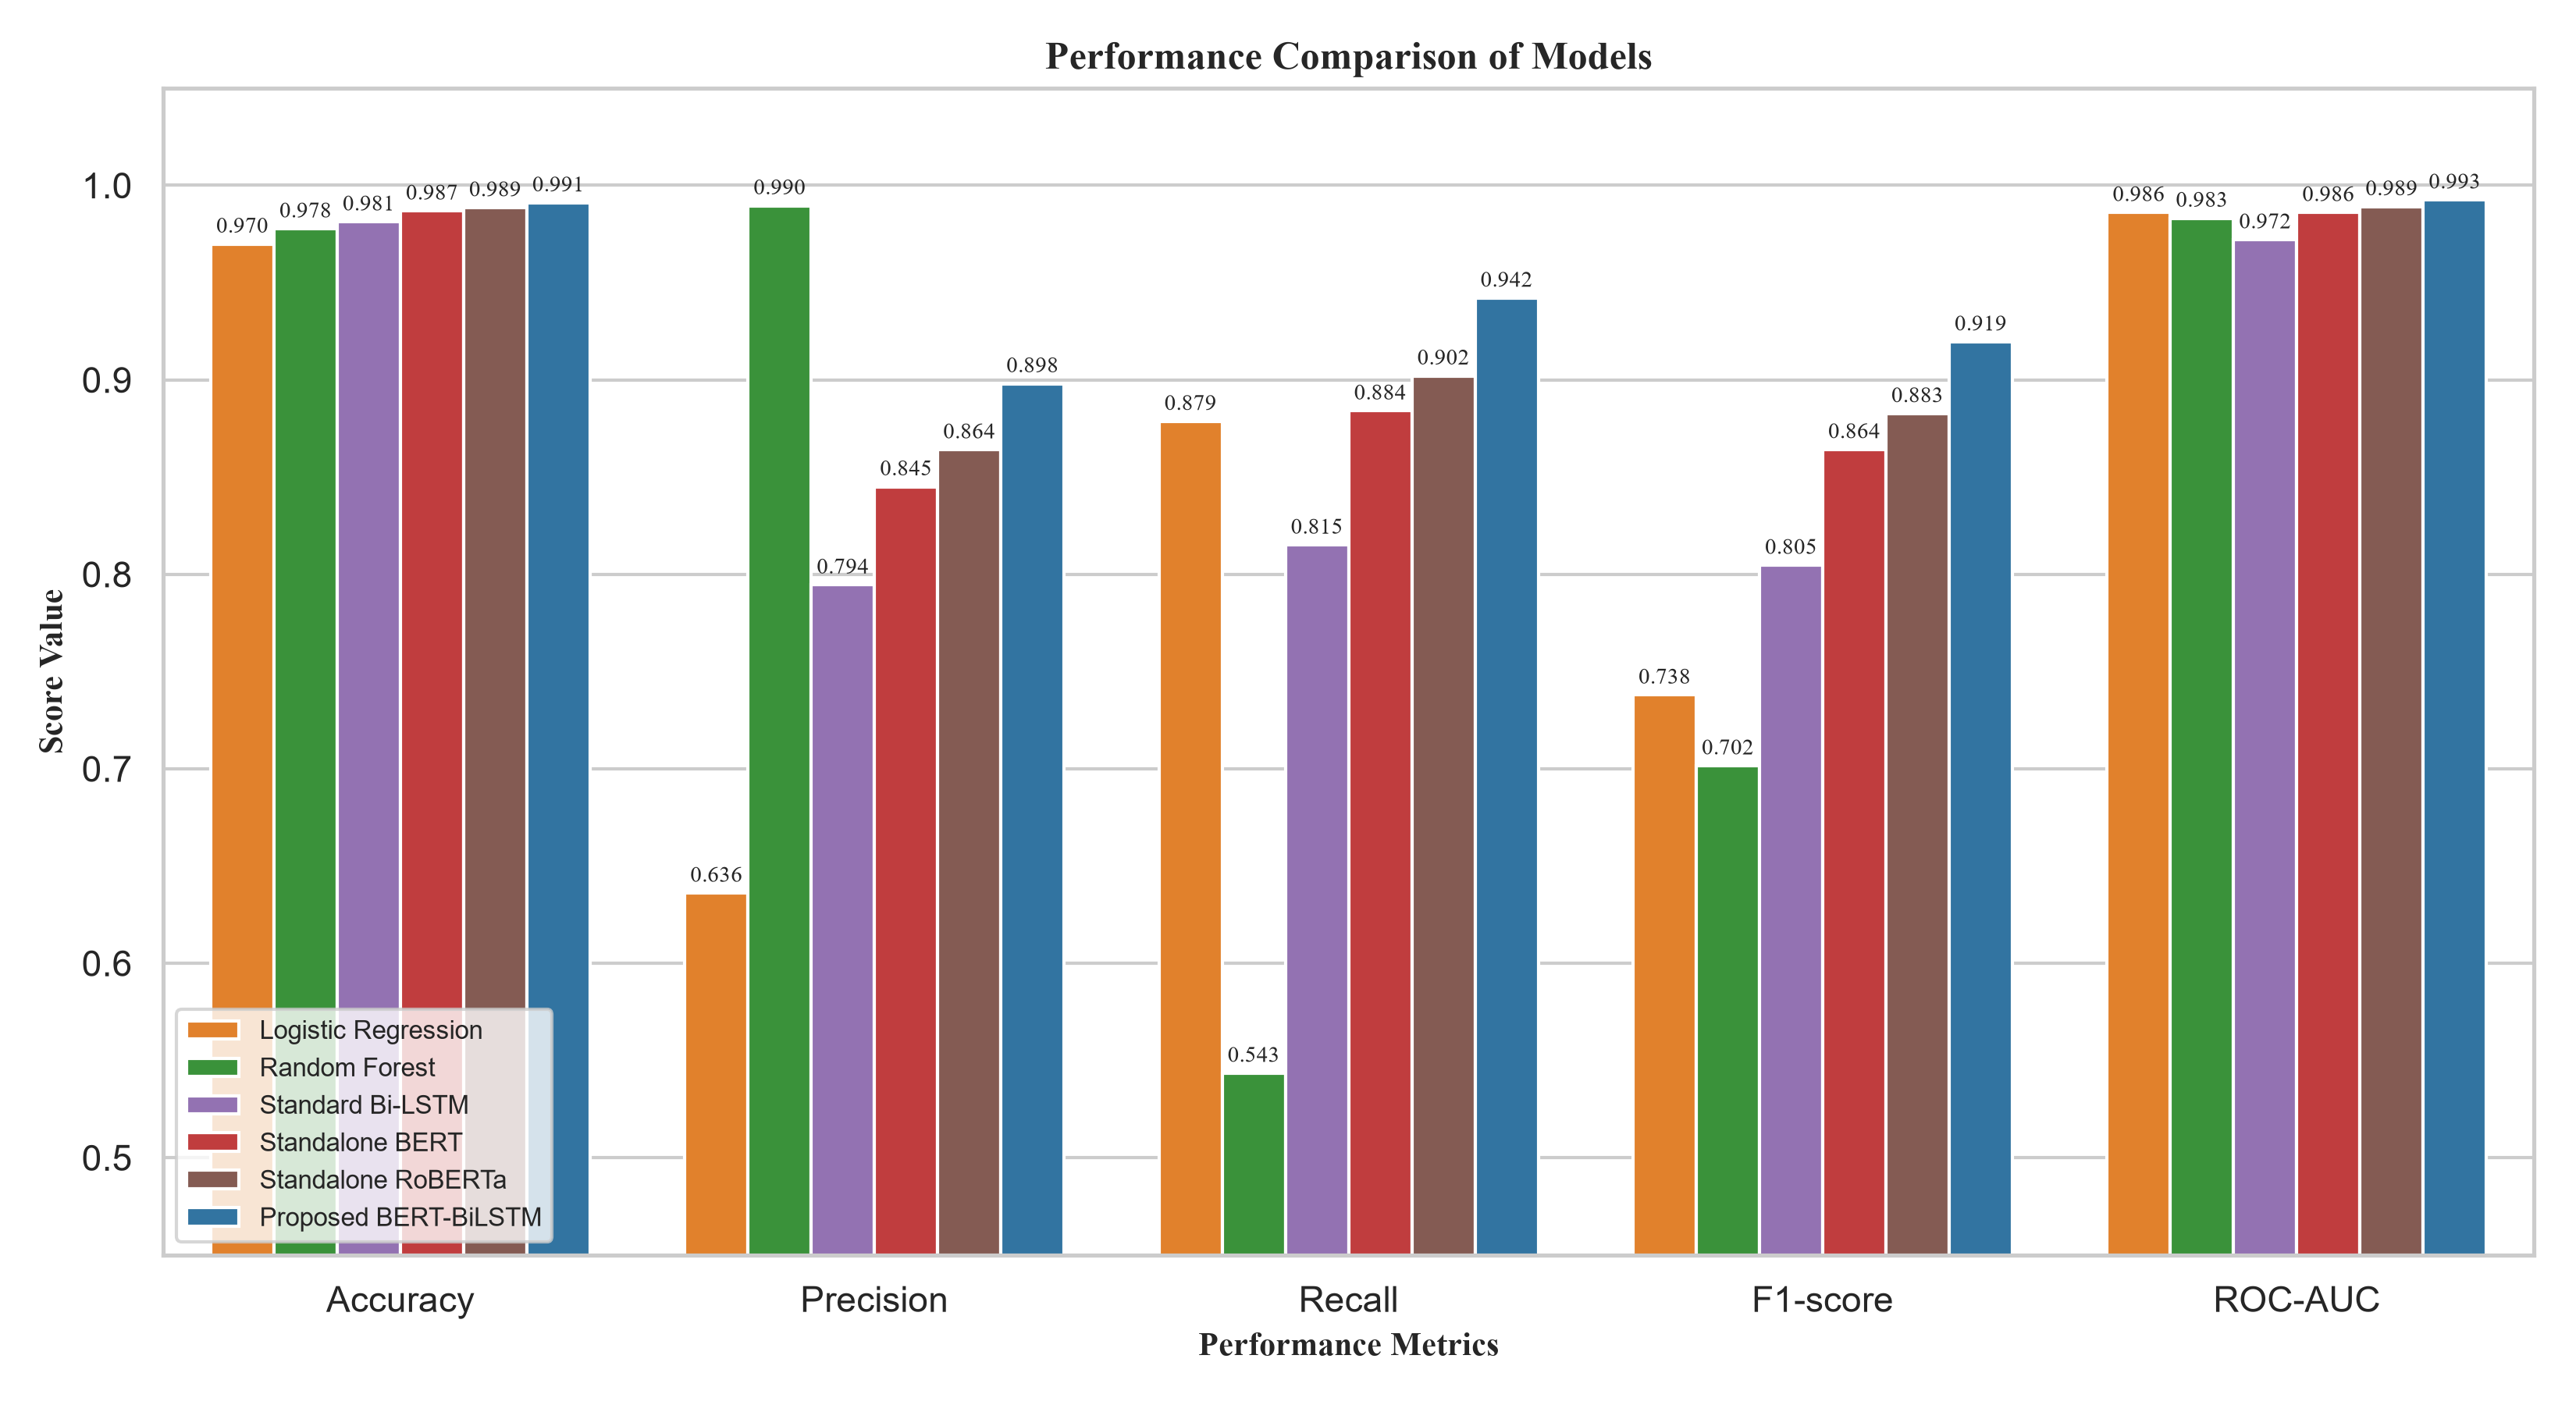 Performance Comparison of Models
Score Value
1.0
0.9
0.8
0.7
0.6
0.5
0.970
0.978
0.981
0.987
0.989
0.991
0.636
0.990
0.794
0.845
0.864
0.898
0.879
0.543
0.815
0.884
0.902
0.942
0.738
0.702
0.805
0.864
0.883
0.919
0.986
0.983
0.972
0.986
0.989
0.993
Logistic Regression
Random Forest
Standard Bi-LSTM
Standalone BERT
Standalone RoBERTa
Proposed BERT-BiLSTM
Accuracy
Precision
Recall
F1-score
ROC-AUC
Performance Metrics